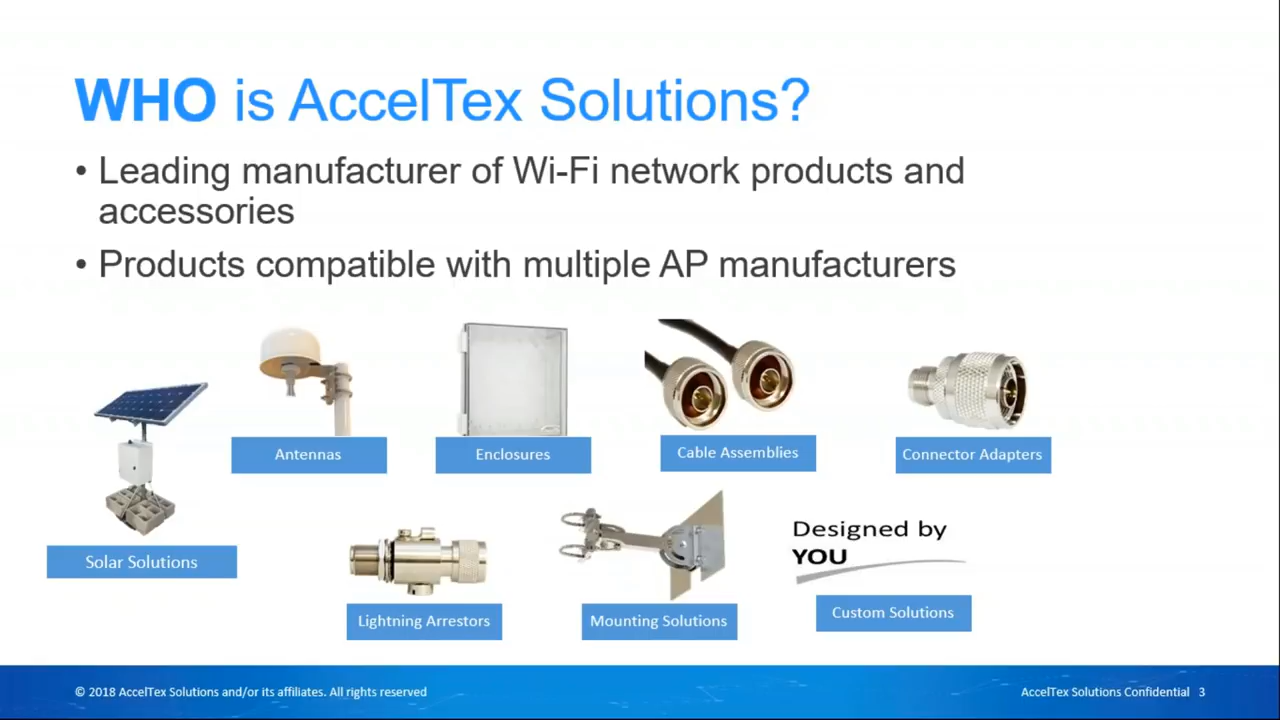 WHO is AccelTex Solutions?
• Leading manufacturer of Wi-Fi network products and
accessories
• Products compatible with multiple AP manufacturers
Antennas
Enclosures
Cable Assemblies
Connector Adapters
Solar Solutions
Designed by
YOU
Lightning Arrestors
Mounting Solutions
Custom Solutions
© 2018 AccelTex Solutions and/or its affiliates. All rights reserved
AccelTex Solutions Confidential 3